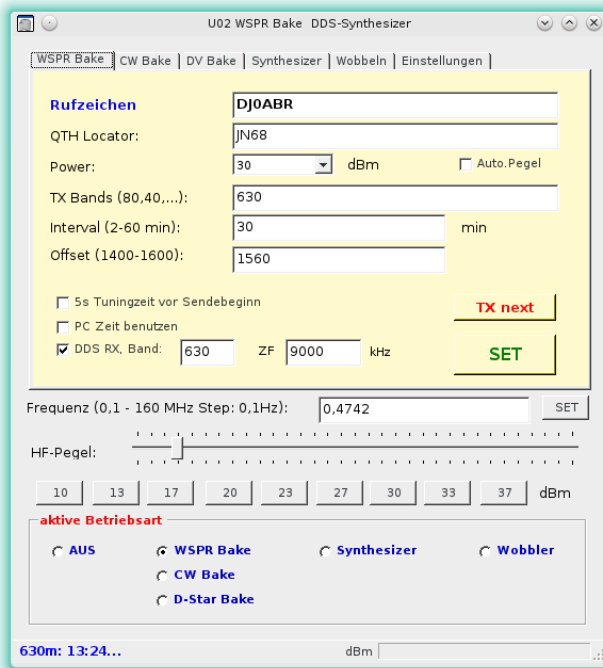 U02 WSPR Bake DDS-Synthesizer
WSPR Bake CW Bake DV Bake Synthesizer Wobbeln Einstellungen
Rufzeichen DJ0ABR
QTH Locator: JN68
Power: 30 dBm Auto.Pegel
TX Bands (80,40,...): 630
Interval (2-60 min): 30 min
Offset (1400-1600): 1560
5s Tuningzeit vor Sendebeginn
TX next
PC Zeit benutzen
DDS RX, Band: 630 ZF 9000 kHz
SET
Frequenz (0,1 - 160 MHz Step: 0,1Hz): 0,4742 SET
HF-Pegel:
10 13 17 20 23 27 30 33 37 dBm
aktive Betriebsart
AUS WSPR Bake Synthesizer Wobbler
CW Bake
D-Star Bake
630m: 13:24... dBm